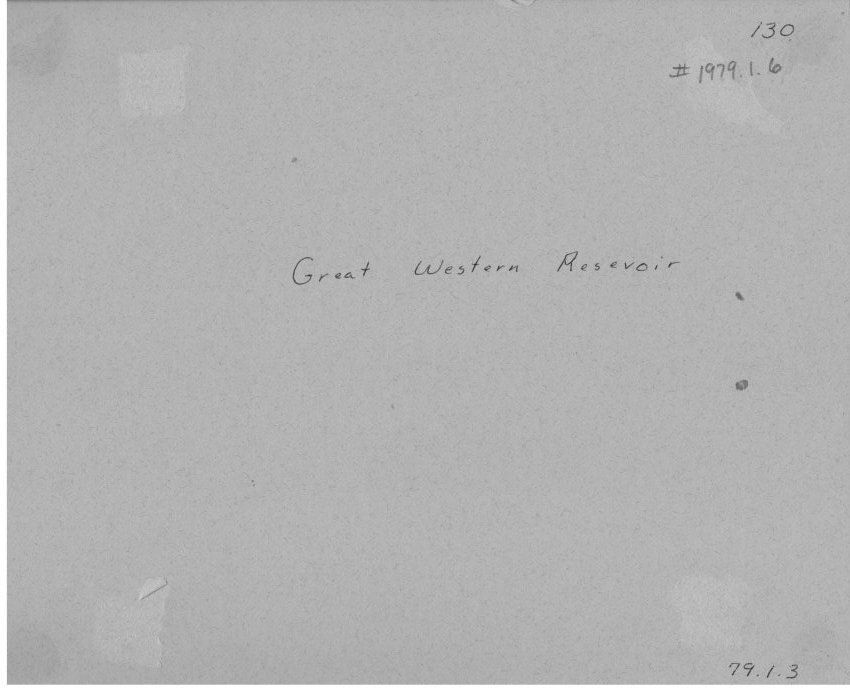 130
# 1979.1.6
Great Western Resevoir
79.1.3